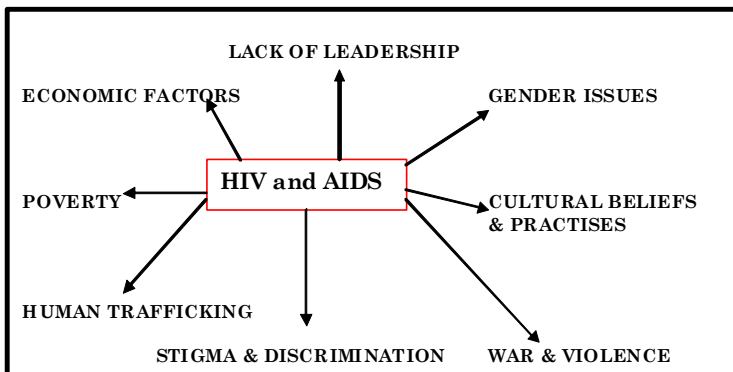 LACK OF LEADERSHIP
ECONOMIC FACTORS
GENDER ISSUES
HIV and AIDS
POVERTY
CULTURAL BELIEFS
& PRACTISES
HUMAN TRAFFICKING
STIGMA & DISCRIMINATION
WAR & VIOLENCE